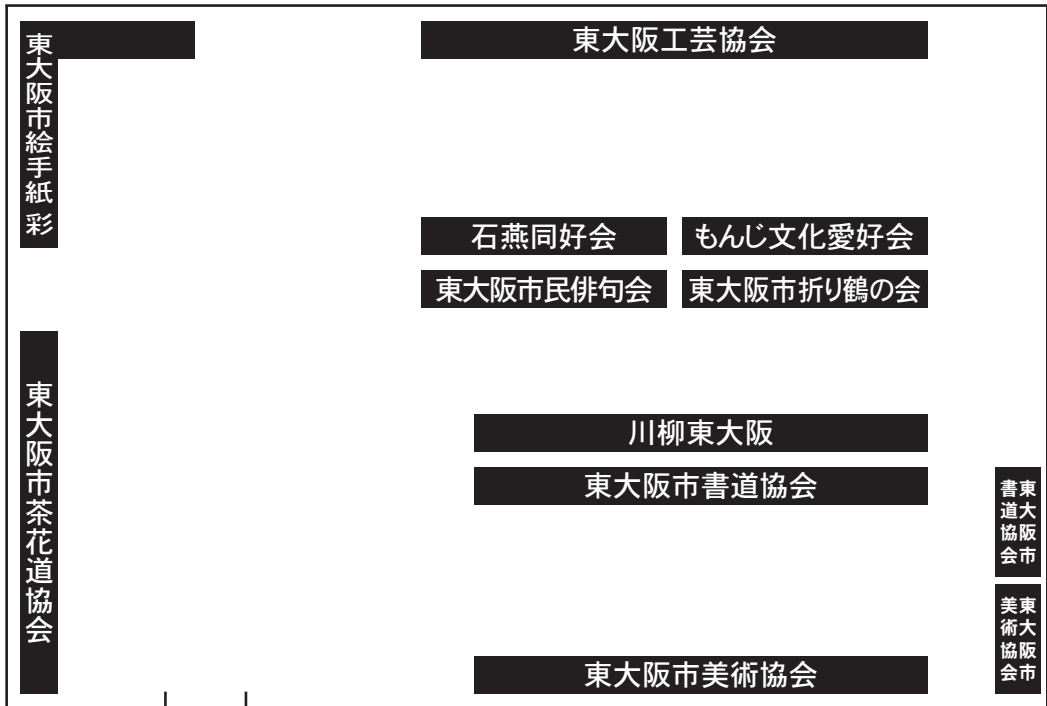 東大阪市絵手紙 彩
東大阪工芸協会
石燕同好会
もんじ文化愛好会
東大阪市民俳句会
東大阪市折り鶴の会
東大阪市茶花道協会
川柳東大阪
東大阪市書道協会
東大阪市
書道協会
東大阪市
美術協会
東大阪市美術協会